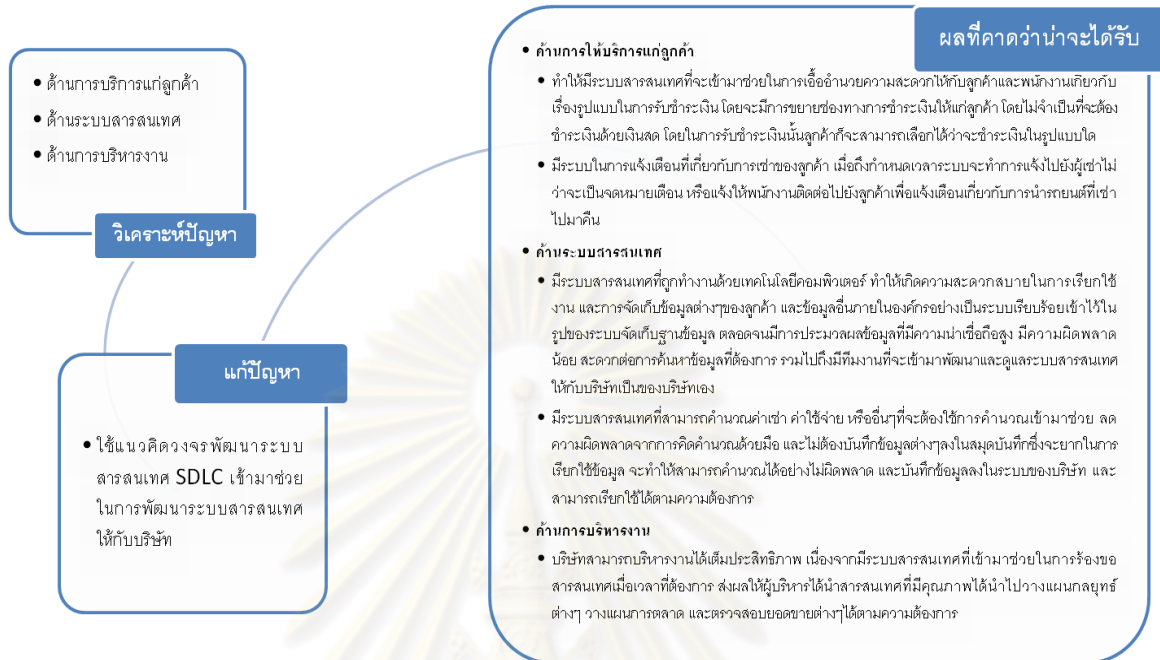 ● ด้านการบริการแก่ลูกค้า
● ด้านระบบสารสนเทศ
● ด้านการบริหารงาน
วิเคราะห์ปัญหา
แก้ปัญหา
● ใช้แนวคิดวงจรพัฒนาระบบ
สารสนเทศ SDLC เข้ามาช่วย
ในการพัฒนาระบบสารสนเทศ
ให้กับบริษัท
ผลที่คาดว่าน่าจะได้รับ
● ด้านการให้บริการแก่ลูกค้า
● ทำให้มีระบบสารสนเทศที่จะเข้ามาช่วยในการเอื้ออำนวยความสะดวกให้กับลูกค้าและพนักงานเกี่ยวกับ
เรื่องรูปแบบในการรับชำระเงิน โดยจะมีการขยายช่องทางการชำระเงินให้แก่ลูกค้า โดยไม่จำเป็นที่จะต้อง
ชำระเงินด้วยเงินสด โดยในการรับชำระเงินนั้นลูกค้าก็จะสามารถเลือกได้ว่าจะชำระเงินในรูปแบบใด
● มีระบบในการแจ้งเตือนที่เกี่ยวกับการเช่าของลูกค้า เมื่อถึงกำหนดเวลาระบบจะทำการแจ้งไปยังผู้เช่าไม่
ว่าจะเป็นจดหมายเตือน หรือแจ้งให้พนักงานติดต่อไปยังลูกค้าเพื่อแจ้งเตือนเกี่ยวกับการนำรถยนต์ที่เช่า
ไปมาคืน
● ด้านระบบสารสนเทศ
● มีระบบสารสนเทศที่ถูกทำงานด้วยเทคโนโลยีคอมพิวเตอร์ ทำให้เกิดความสะดวกสบายในการเรียกใช้
งาน และการจัดเก็บข้อมูลต่างๆของลูกค้า และข้อมูลอื่นภายในองค์กรอย่างเป็นระบบเรียบร้อยเข้าไว้ใน
รูปของระบบจัดเก็บฐานข้อมูล ตลอดจนมีการประมวลผลข้อมูลที่มีความน่าเชื่อถือสูง มีความผิดพลาด
น้อย สะดวกต่อการค้นหาข้อมูลที่ต้องการ รวมไปถึงมีทีมงานที่จะเข้ามาพัฒนาและดูแลระบบสารสนเทศ
ให้กับบริษัทเป็นของบริษัทเอง
● มีระบบสารสนเทศที่สามารถคำนวณค่าเช่า ค่าใช้จ่าย หรืออื่นๆที่จะต้องใช้การคำนวณเข้ามาช่วย ลด
ความผิดพลาดจากการคิดคำนวณด้วยมือ และไม่ต้องบันทึกข้อมูลต่างๆลงในสมุดบันทึกซึ่งจะยากในการ
เรียกใช้ข้อมูล จะทำให้สามารถคำนวณได้อย่างไม่ผิดพลาด และบันทึกข้อมูลลงในระบบของบริษัท และ
สามารถเรียกใช้ได้ตามความต้องการ
● ด้านการบริหารงาน
● บริษัทสามารถบริหารงานได้เต็มประสิทธิภาพ เนื่องจากมีระบบสารสนเทศที่เข้ามาช่วยในการร้องขอ
สารสนเทศเมื่อเวลาที่ต้องการ ส่งผลให้ผู้บริหารได้นำสารสนเทศที่มีคุณภาพได้นำไปวางแผนกลยุทธ์
ต่างๆ วางแผนการตลาด และตรวจสอบยอดขายต่างๆได้ตามความต้องการ